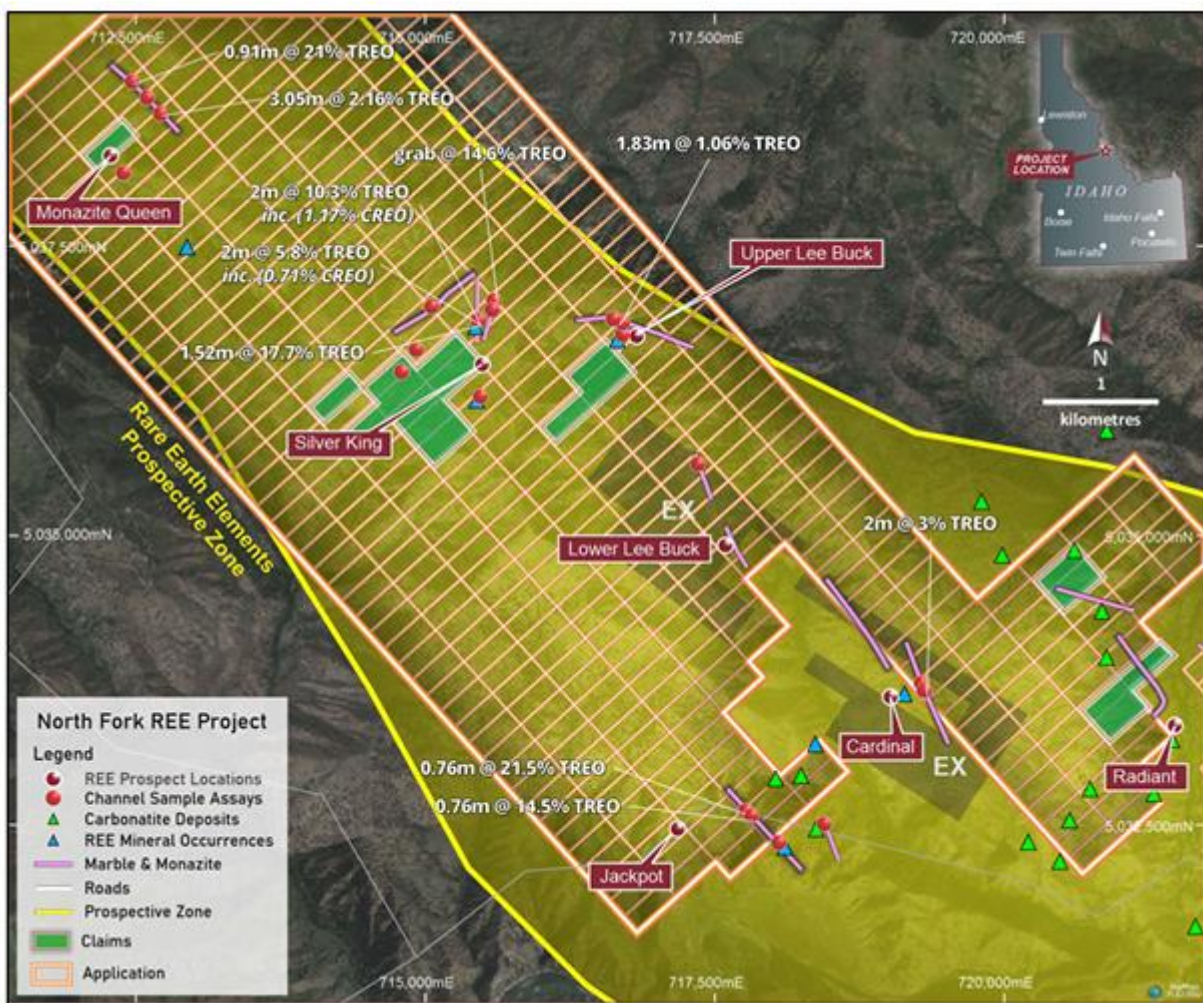 712,500mE
715,000mE
717,500mE
720,000mE
0.91m @ 21% TREO
3.05m @ 2.16% TREO
grab @ 14.6% TREO
1.83m @ 1.06% TREO
2m @ 10.3% TREO
inc. (1.17% CREO)
2m @ 5.8% TREO
inc. (0.71% CREO)
1.52m @ 17.7% TREO
Monazite Queen
5,037,500mN
Upper Lee Buck
Silver King
Lewiston
PROJECT
LOCATION
IDAHO
Boise
Idaho Falls
Pocatello
Twin Falls
N
1
kilometres
Rare Earth Elements
Prospective Zone
5,035,000mN
EX
Lower Lee Buck
2m @ 3% TREO
5,035,000mN
Cardinal
EX
Radiant
0.76m @ 21.5% TREO
0.76m @ 14.5% TREO
5,032,500mN
Jackpot
North Fork REE Project
Legend
REE Prospect Locations
Channel Sample Assays
Carbonatite Deposits
REE Mineral Occurrences
Marble & Monazite
Roads
Prospective Zone
Claims
Application
715,000mE
717,500mE
720,000mE